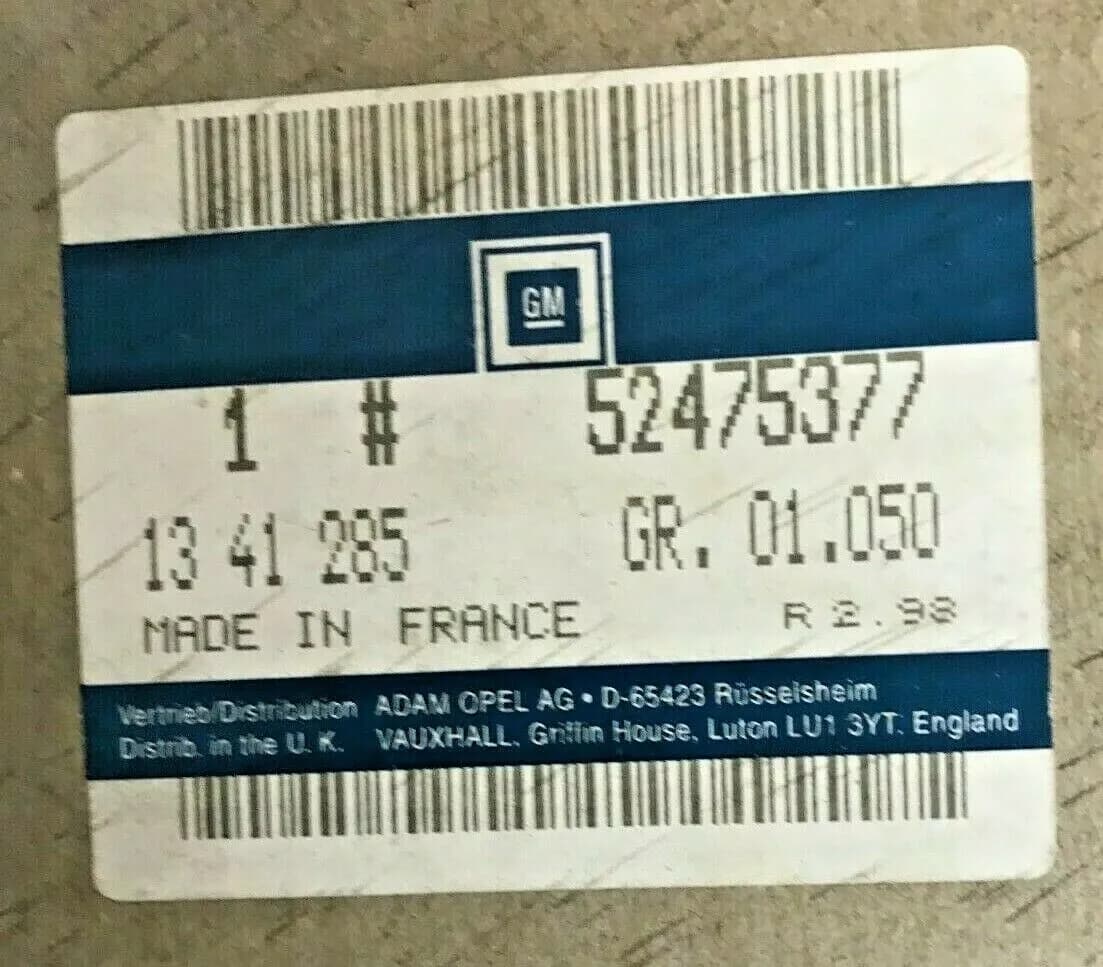 GM
1 # 52475377
13 41 285 GR. 01.050
MADE IN FRANCE R 2.98
Vertrieb/Distribution ADAM OPEL AG • D-65423 Rüsselsheim
Distrib. in the U. K. VAUXHALL, Griffin House, Luton LU1 3YT, England